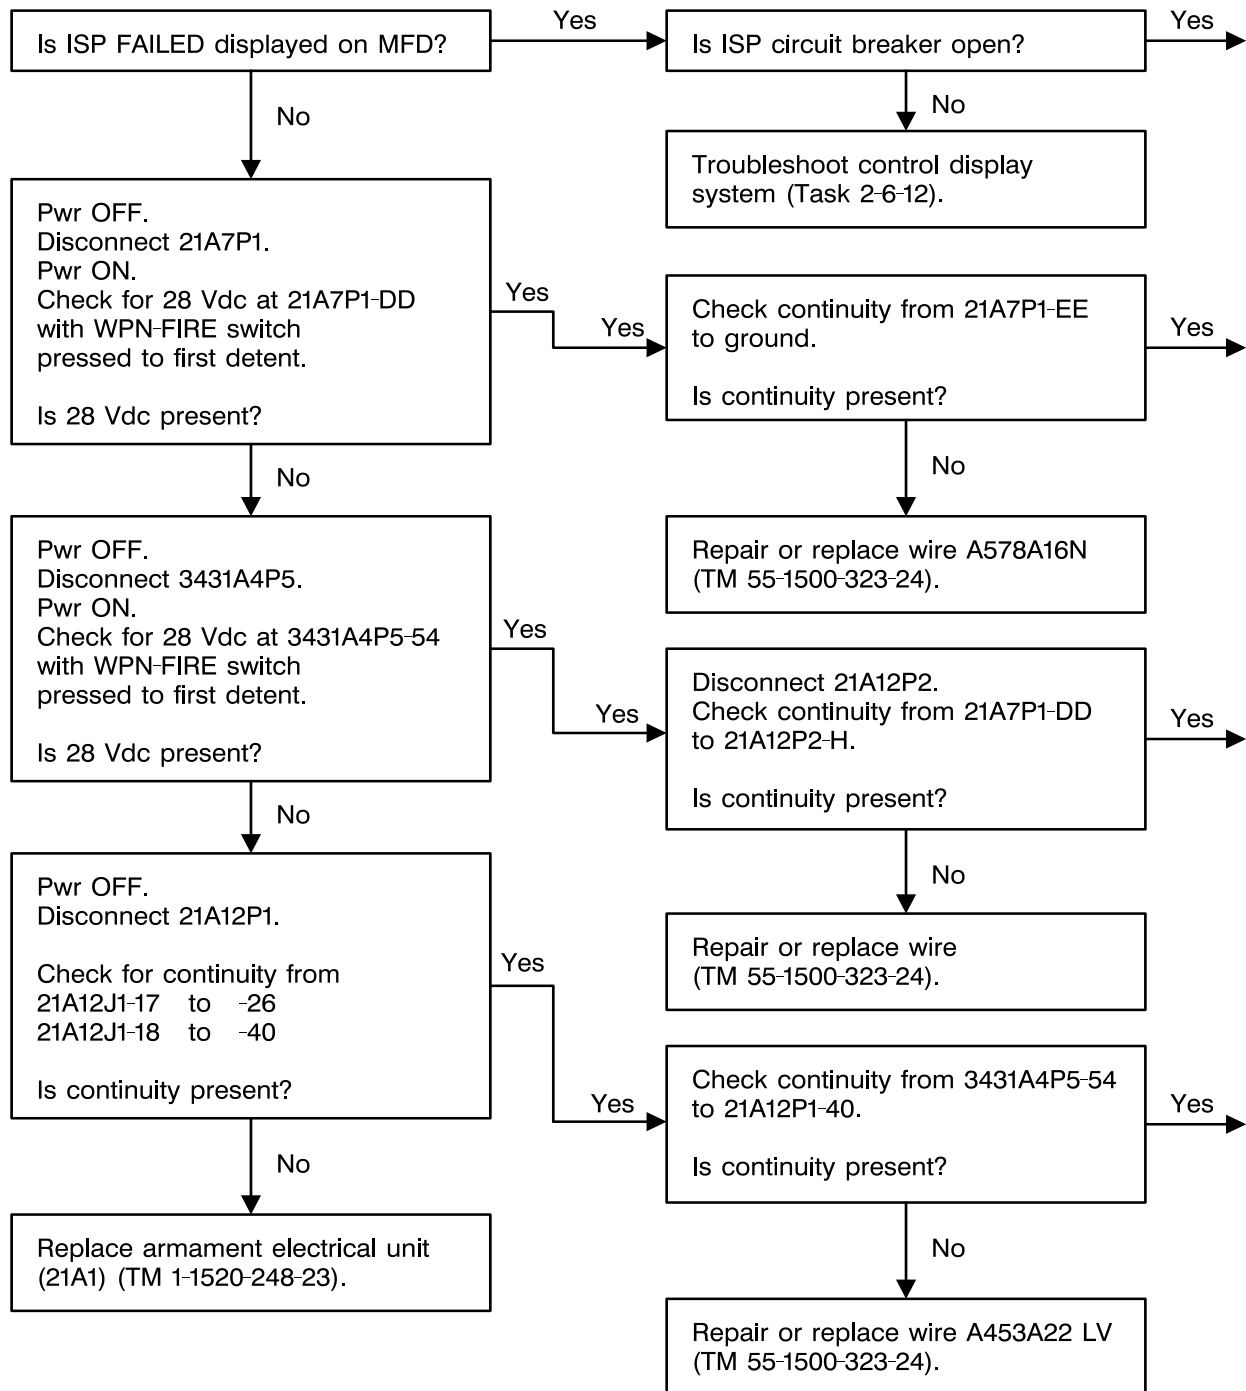 Is ISP FAILED displayed on MFD?
Yes
Is ISP circuit breaker open?
Yes
No
No
Troubleshoot control display
system (Task 2-6-12).
Pwr OFF.
Disconnect 21A7P1.
Pwr ON.
Check for 28 Vdc at 21A7P1-DD
with WPN-FIRE switch
pressed to first detent.
Is 28 Vdc present?
Yes
Yes
Check continuity from 21A7P1-EE
to ground.
Is continuity present?
Yes
No
No
Repair or replace wire A578A16N
(TM 55-1500-323-24).
Pwr OFF.
Disconnect 3431A4P5.
Pwr ON.
Check for 28 Vdc at 3431A4P5-54
with WPN-FIRE switch
pressed to first detent.
Is 28 Vdc present?
Yes
Yes
Disconnect 21A12P2.
Check continuity from 21A7P1-DD
to 21A12P2-H.
Is continuity present?
Yes
No
No
Repair or replace wire
(TM 55-1500-323-24).
Pwr OFF.
Disconnect 21A12P1.
Check for continuity from
21A12J1-17 to -26
21A12J1-18 to -40
Is continuity present?
Yes
Yes
Check continuity from 3431A4P5-54
to 21A12P1-40.
Is continuity present?
Yes
No
No
Replace armament electrical unit
(21A1) (TM 1-1520-248-23).
Repair or replace wire A453A22 LV
(TM 55-1500-323-24).